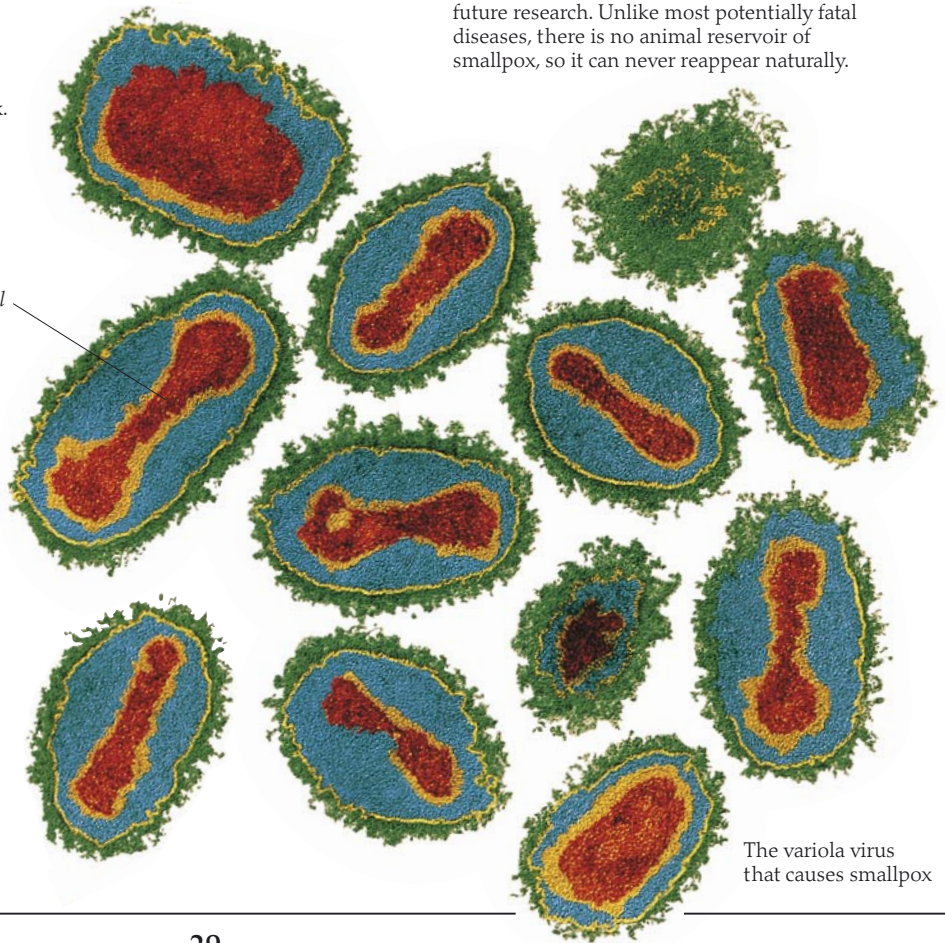 future research. Unlike most potentially fatal
diseases, there is no animal reservoir of
smallpox, so it can never reappear naturally.
The variola virus
that causes smallpox